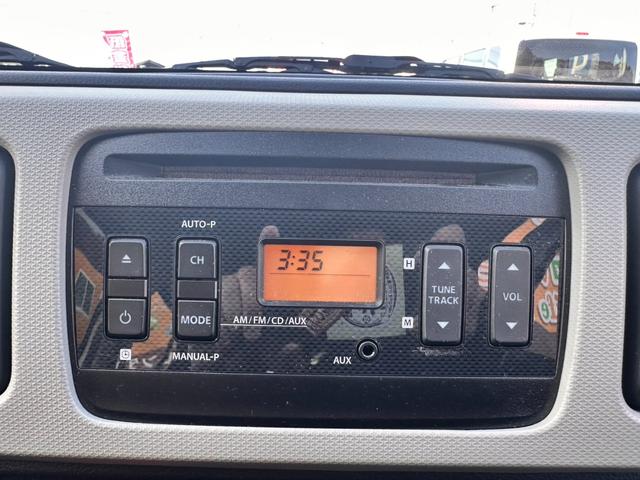 AUTO-P
CH
3:35
H
TUNE
TRACK
VOL
MODE
AM/FM/CD/AUX
M
C
MANUAL-P
AUX